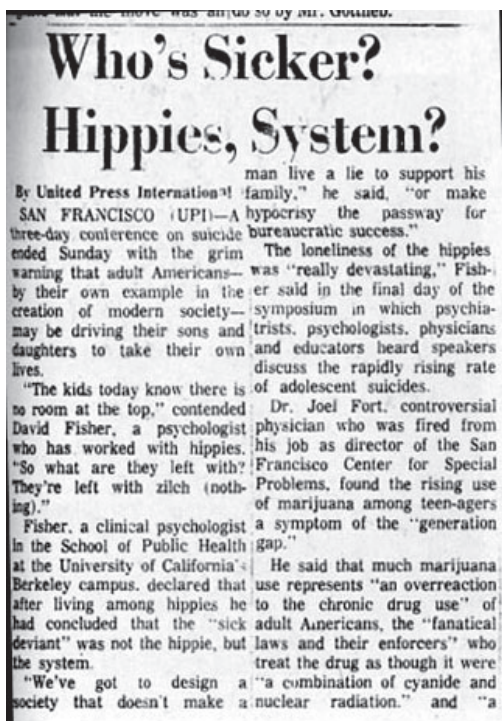 the move was an do so by Mr. Gottlieb.
Who's Sicker?
Hippies, System?
By United Press International
SAN FRANCISCO (UPI)—A
three-day conference on suicide
ended Sunday with the grim
warning that adult Americans—
by their own example in the
creation of modern society—
may be driving their sons and
daughters to take their own
lives.
"The kids today know there is
no room at the top," contended
David Fisher, a psychologist
who has worked with hippies.
"So what are they left with?
They're left with zilch (noth-
ing)."
Fisher, a clinical psychologist
in the School of Public Health
at the University of California's
Berkeley campus, declared that
after living among hippies he
had concluded that the "sick
deviant" was not the hippie, but
the system.
"We've got to design a
society that doesn't make a
man live a lie to support his
family," he said, "or make
hypocrisy the passway for
bureaucratic success."
The loneliness of the hippies
was "really devastating," Fish-
er said in the final day of the
symposium in which psychia-
trists, psychologists, physicians
and educators heard speakers
discuss the rapidly rising rate
of adolescent suicides.
Dr. Joel Fort, controversial
physician who was fired from
his job as director of the San
Francisco Center for Special
Problems, found the rising use
of marijuana among teen-agers
a symptom of the "generation
gap."
He said that much marijuana
use represents "an overreaction
to the chronic drug use" of
adult Americans, the "fanatical
laws and their enforcers" who
treat the drug as though it were
"a combination of cyanide and
nuclear radiation." and "a